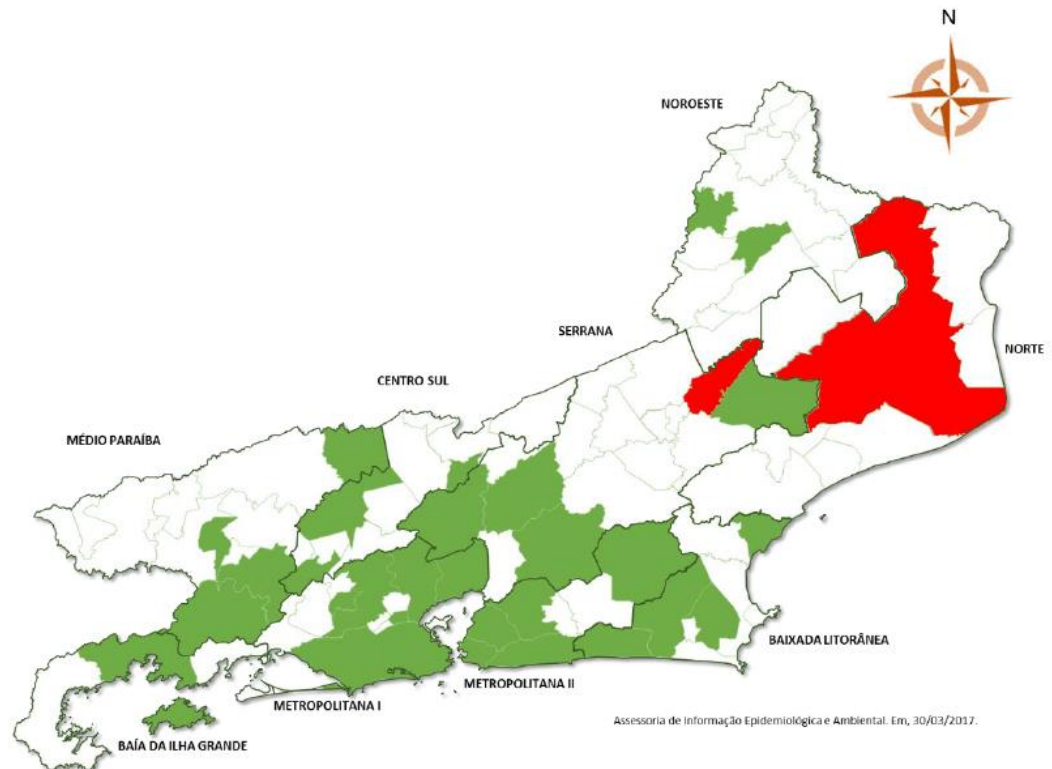 N
NOROESTE
SERRANA
NORTE
CENTRO SUL
MÉDIO PARAÍBA
BAIXADA LITORÂNEA
METROPOLITANA II
METROPOLITANA I
BAÍA DA ILHA GRANDE
Assessoria de Informação Epidemiológica e Ambiental. Em, 30/03/2017.